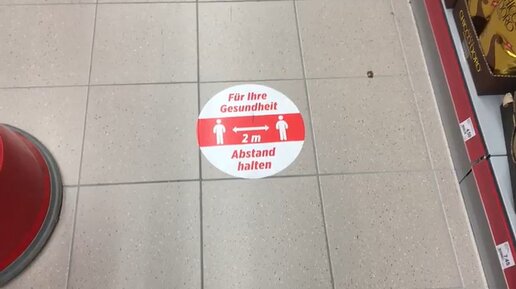 Für Ihre
Gesundheit
2 m
Abstand
halten